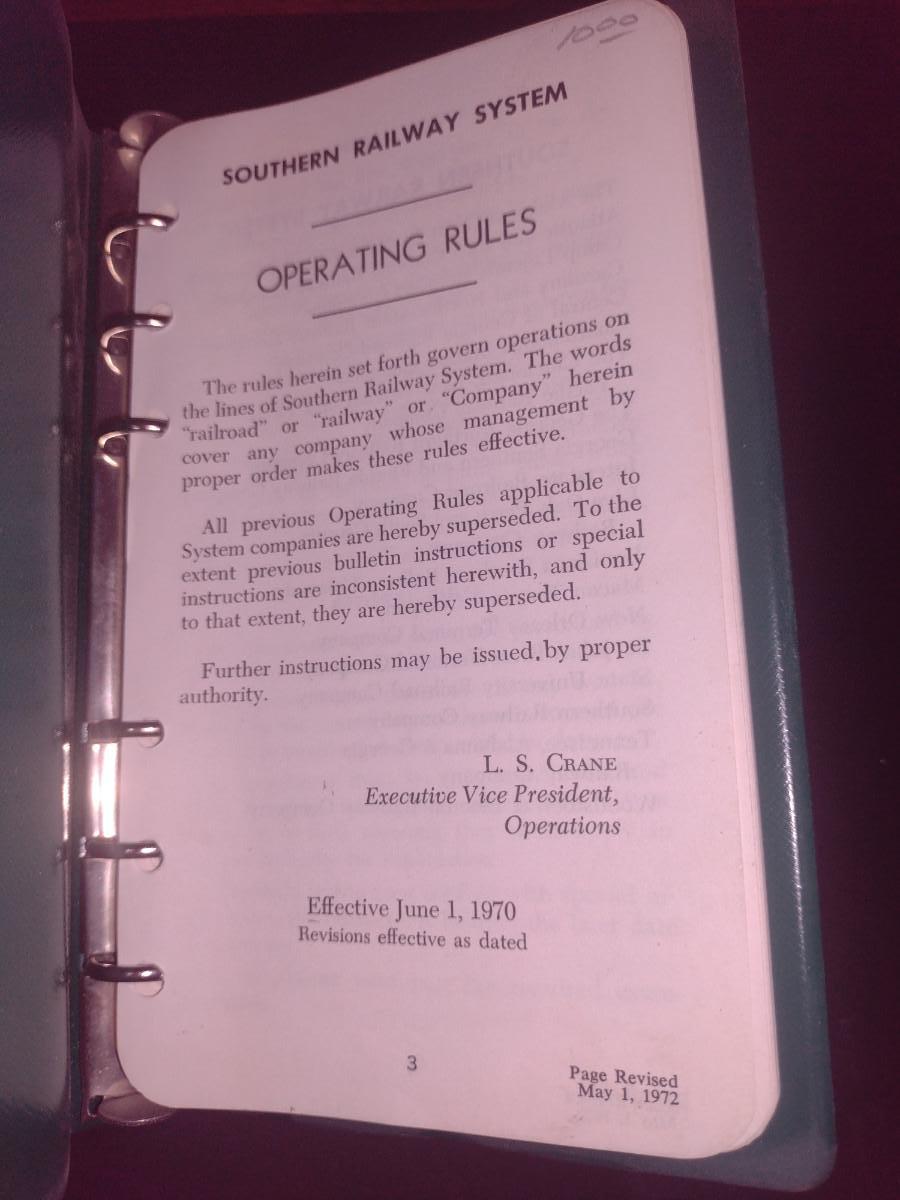 1000
SOUTHERN RAILWAY SYSTEM
OPERATING RULES
The rules herein set forth govern operations on
the lines of Southern Railway System. The words
“railroad” or “railway” or “Company” herein
cover any company whose management by
proper order makes these rules effective.
All previous Operating Rules applicable to
System companies are hereby superseded. To the
extent previous bulletin instructions or special
instructions are inconsistent herewith, and only
to that extent, they are hereby superseded.
Further instructions may be issued by proper
authority.
L. S. CRANE
Executive Vice President,
Operations
Effective June 1, 1970
Revisions effective as dated
3
Page Revised
May 1, 1972